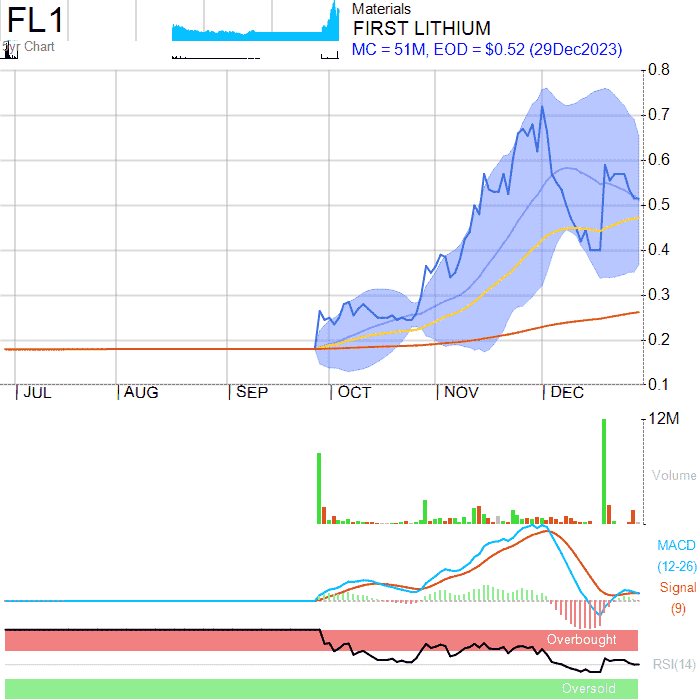 FL1
5yr Chart
Materials
FIRST LITHIUM
MC = 51M, EOD = $0.52 (29Dec2023)
0.8
0.7
0.6
0.5
0.4
0.3
0.2
0.1
JUL AUG SEP OCT NOV DEC
12M
Volume
MACD
(12-26)
Signal
(9)
Overbought
RSI(14)
Oversold